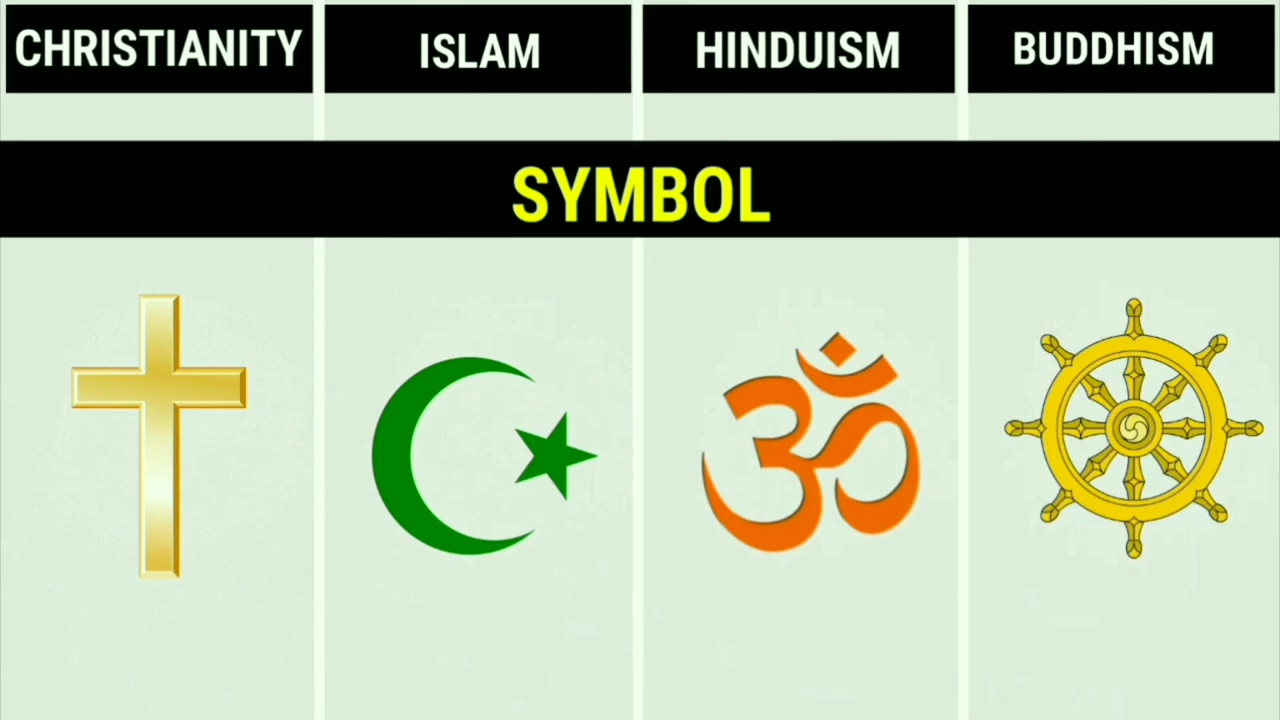 CHRISTIANITY
ISLAM
HINDUISM
BUDDHISM
SYMBOL
ॐ